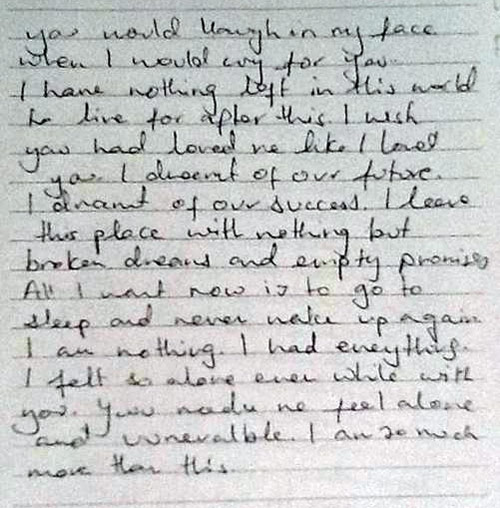 you would laugh in my face
when I would cry for you.
I have nothing left in this world
to live for after this. I wish
you had loved me like I loved
you. I dreamt of our future.
I dreamt of our success. I leave
this place with nothing but
broken dreams and empty promises
All I want now is to go to
sleep and never wake up again
I am nothing. I had everything.
I felt so alone even while with
you. You made me feel alone
and vunerable. I am so much
more than this